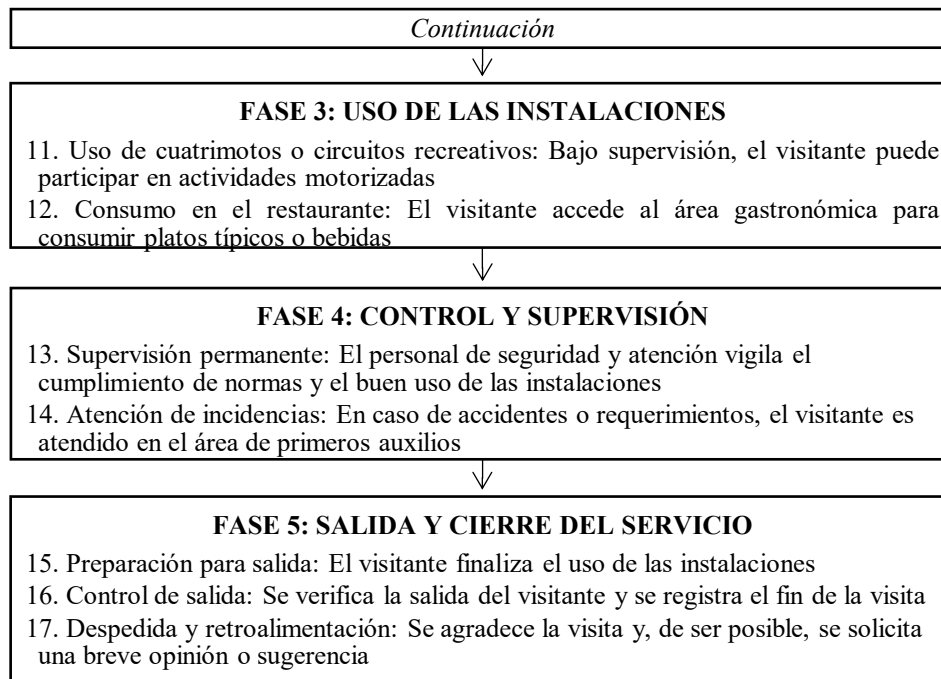 Continuación
FASE 3: USO DE LAS INSTALACIONES
11. Uso de cuatrimotos o circuitos recreativos: Bajo supervisión, el visitante puede
participar en actividades motorizadas
12. Consumo en el restaurante: El visitante accede al área gastronómica para
consumir platos típicos o bebidas
FASE 4: CONTROL Y SUPERVISIÓN
13. Supervisión permanente: El personal de seguridad y atención vigila el
cumplimiento de normas y el buen uso de las instalaciones
14. Atención de incidencias: En caso de accidentes o requerimientos, el visitante es
atendido en el área de primeros auxilios
FASE 5: SALIDA Y CIERRE DEL SERVICIO
15. Preparación para salida: El visitante finaliza el uso de las instalaciones
16. Control de salida: Se verifica la salida del visitante y se registra el fin de la visita
17. Despedida y retroalimentación: Se agradece la visita y, de ser posible, se solicita
una breve opinión o sugerencia